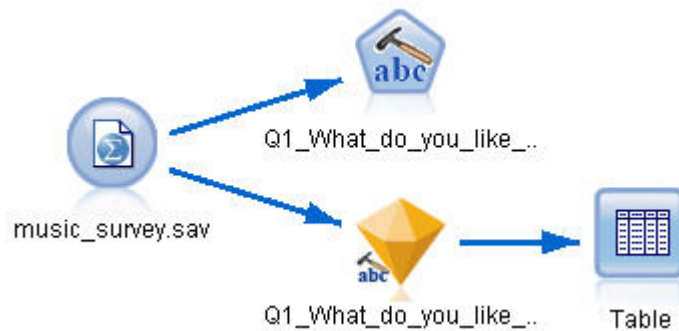 abc
Q1_What_do_you_like_..
music_survey.sav
abc
Q1_What_do_you_like_..
Table